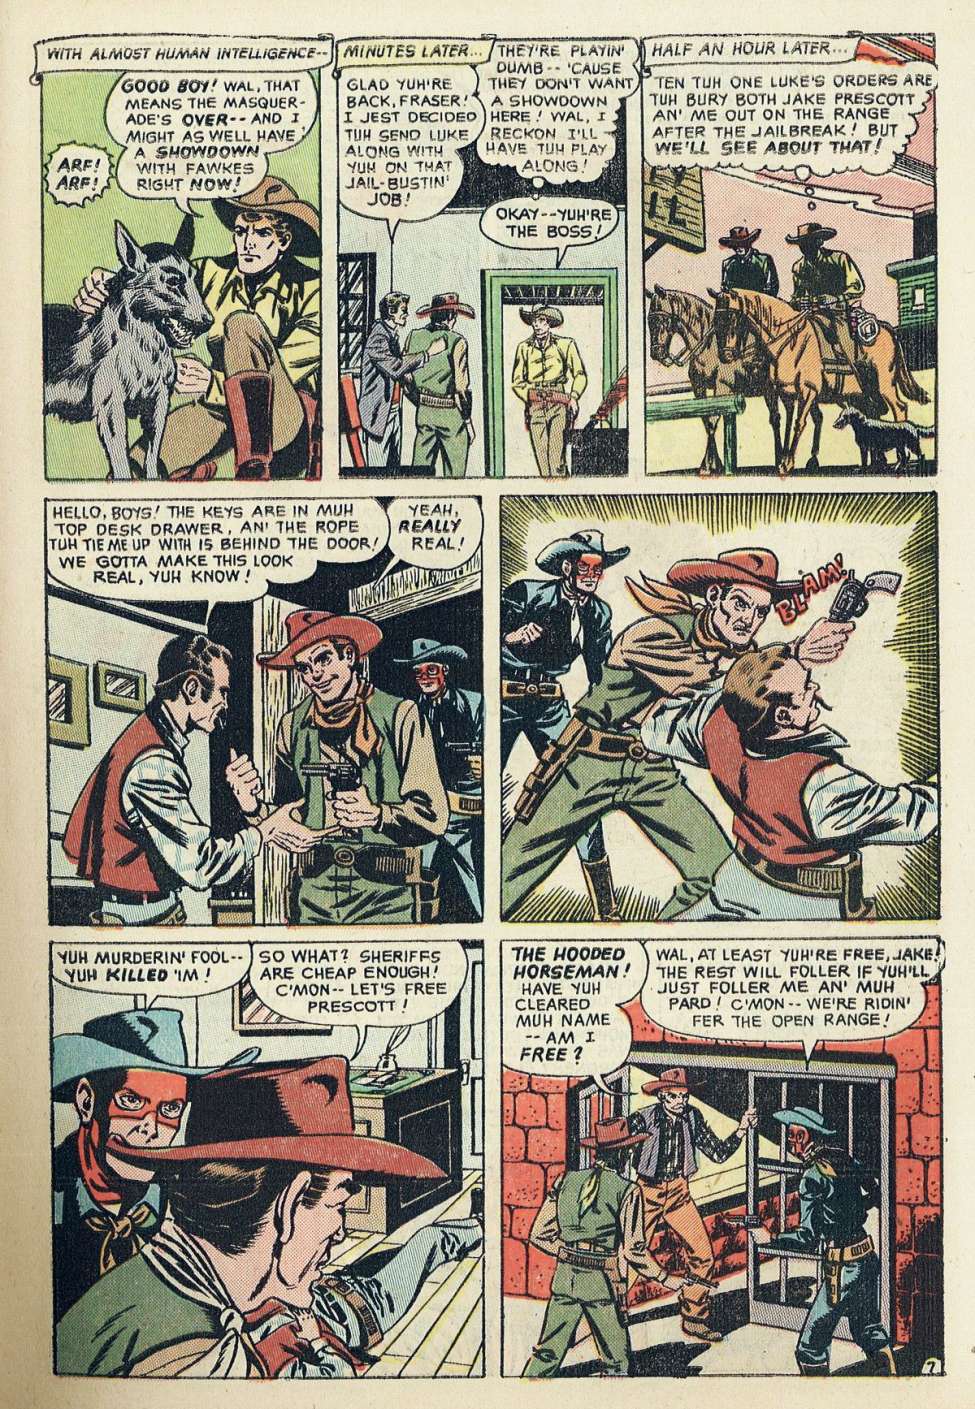 WITH ALMOST HUMAN INTELLIGENCE--
GOOD BOY! WAL, THAT
MEANS THE MASQUER-
ADE'S OVER-- AND I
MIGHT AS WELL HAVE
A SHOWDOWN
WITH FAWKES
RIGHT NOW!
ARF!
ARF!
MINUTES LATER...
GLAD YUH'RE
BACK, FRASER!
I JEST DECIDED
TUH SEND LUKE
ALONG WITH
YUH ON THAT
JAIL-BUSTIN'
JOB!
THEY'RE PLAYIN'
DUMB-- 'CAUSE
THEY DON'T WANT
A SHOWDOWN
HERE! WAL, I
RECKON I'LL
HAVE TUH PLAY
ALONG!
OKAY--YUH'RE
THE BOSS!
HALF AN HOUR LATER...
TEN TUH ONE LUKE'S ORDERS ARE
TUH BURY BOTH JAKE PRESCOTT
AN' ME OUT ON THE RANGE
AFTER THE JAILBREAK! BUT
WE'LL SEE ABOUT THAT!
HELLO, BOYS! THE KEYS ARE IN MUH
TOP DESK DRAWER, AN' THE ROPE
TUH TIE ME UP WITH IS BEHIND THE DOOR!
WE GOTTA MAKE THIS LOOK
REAL, YUH KNOW!
YEAH,
REALLY
REAL!
BLAM!
YUH MURDERIN' FOOL--
YUH KILLED 'IM!
SO WHAT? SHERIFFS
ARE CHEAP ENOUGH!
C'MON-- LET'S FREE
PRESCOTT!
THE HOODED
HORSEMAN!
HAVE YUH
CLEARED
MUH NAME
-- AM I
FREE?
WAL, AT LEAST YUH'RE FREE, JAKE!
THE REST WILL FOLLER IF YUH'LL
JUST FOLLER ME AN' MUH
PARD! C'MON-- WE'RE RIDIN'
FER THE OPEN RANGE!
7